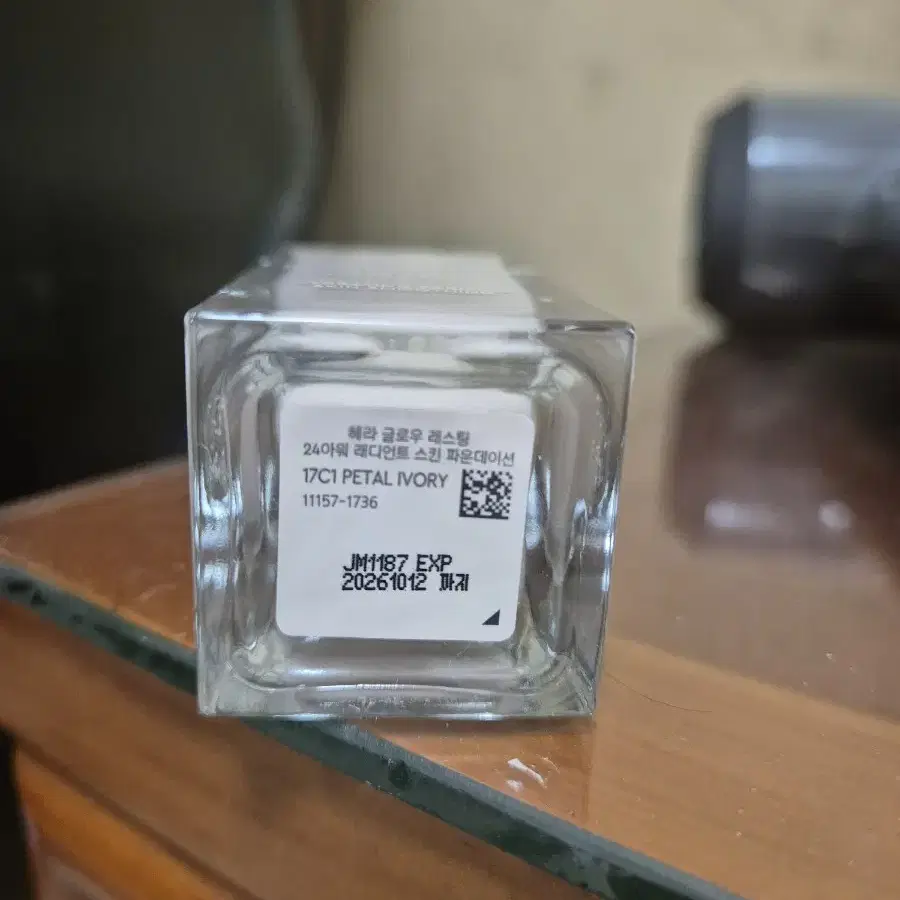 헤라 글로우 래스팅
24아워 래디언트 스킨 파운데이션
17C1 PETAL IVORY
11157-1736
JM1187 EXP
20261012 까지